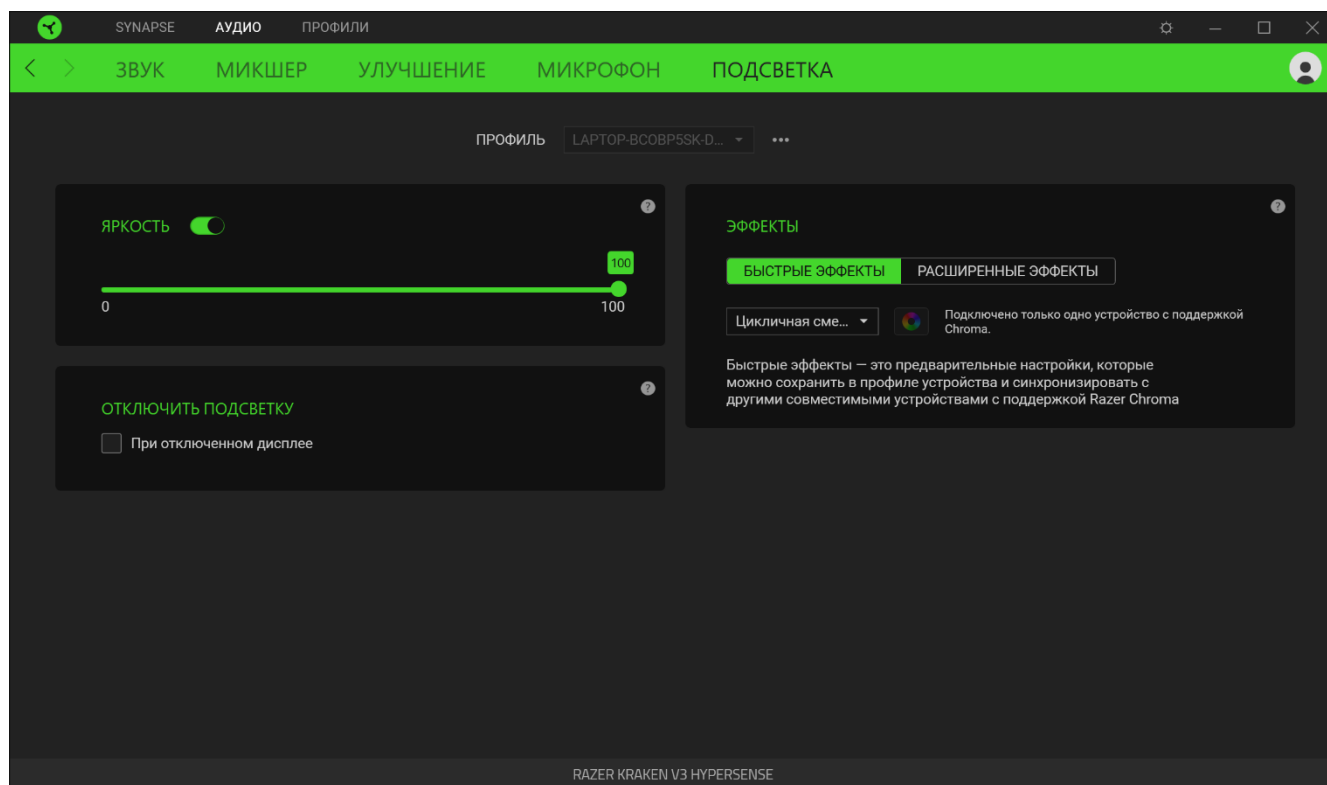 SYNAPSE АУДИО ПРОФИЛИ
ЗВУК МИКШЕР УЛУЧШЕНИЕ МИКРОФОН ПОДСВЕТКА
ПРОФИЛЬ LAPTOP-BCOBP5SK-D...
ЯРКОСТЬ
100
0 100
ОТКЛЮЧИТЬ ПОДСВЕТКУ
При отключенном дисплее
ЭФФЕКТЫ
БЫСТРЫЕ ЭФФЕКТЫ РАСШИРЕННЫЕ ЭФФЕКТЫ
Цикличная сме...
Подключено только одно устройство с поддержкой
Chroma.
Быстрые эффекты — это предварительные настройки, которые
можно сохранить в профиле устройства и синхронизировать с
другими совместимыми устройствами с поддержкой Razer Chroma
RAZER KRAKEN V3 HYPERSENSE